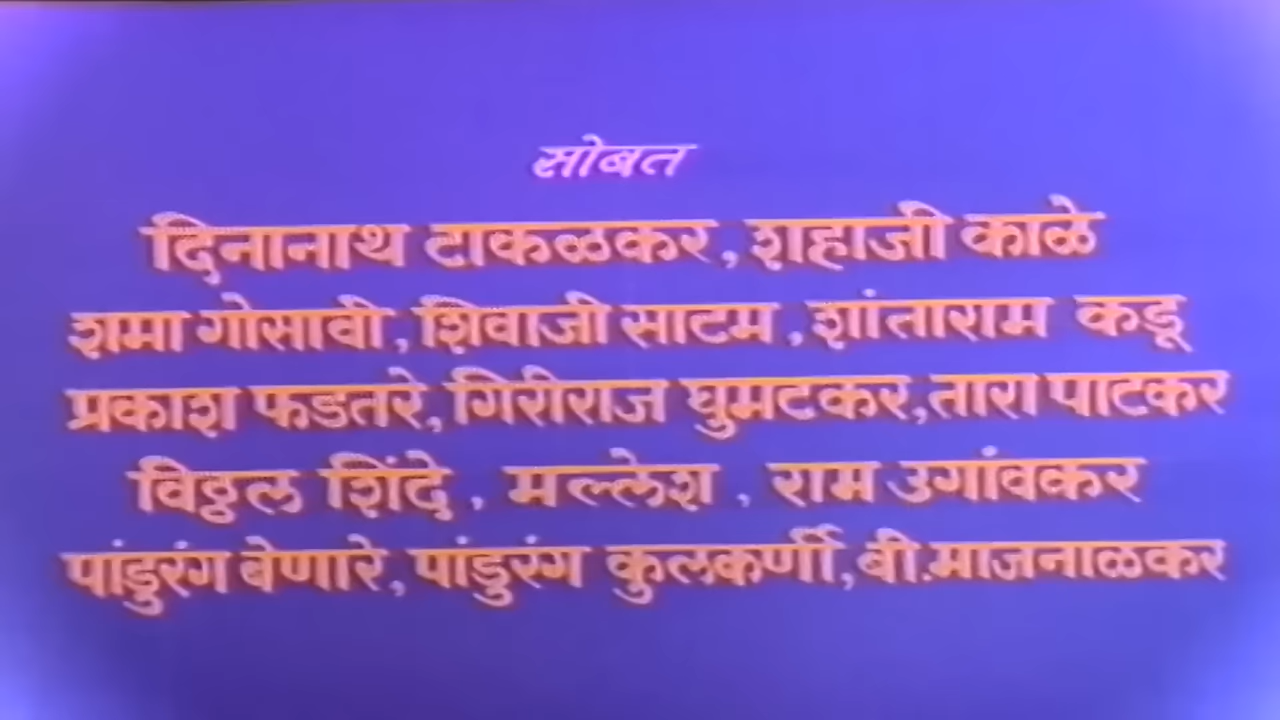 सोबत
दिनानाथ टाकळकर, शहाजी काळे
शमा गोसावी, शिवाजी साटम, शांताराम कडू
प्रकाश फडतरे, गिरीराज घुमटकर, तारा पाटकर
विठ्ठल शिंदे, मल्लेश, राम उगांवकर
पांडुरंग बेणारे, पांडुरंग कुलकर्णी, बी.माजनाळकर